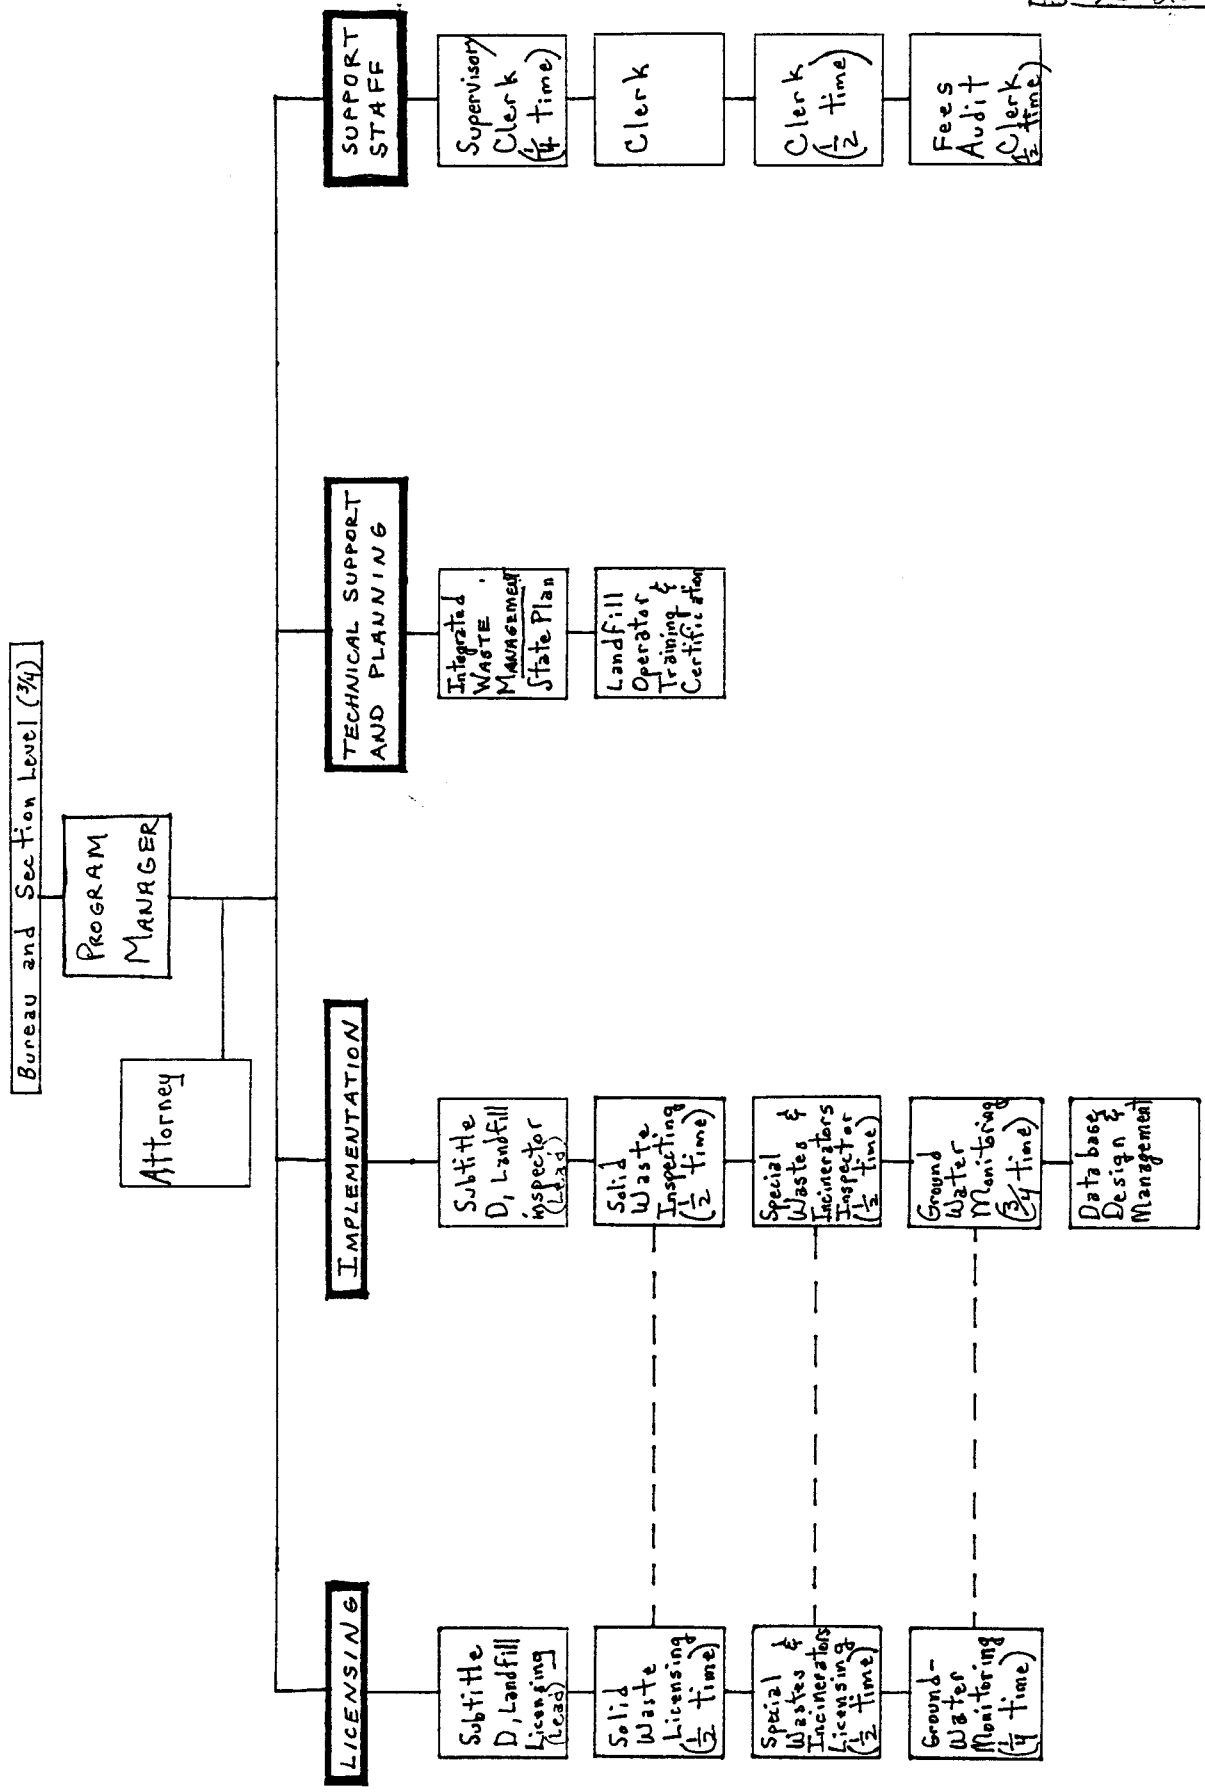 Bureau and Section Level (3/4)
PROGRAM
MANAGER
Attorney
LICENSING
Subtitle
D, Landfill
Licensing
(Lead)
Solid
Waste
Licensing
(1/2 time)
Special
Wastes &
Incinerators
Licensing
(1/2 time)
Ground-
Water
Monitoring
(1/4 time)
IMPLEMENTATION
Subtitle
D, Landfill
inspector
(Lead)
Solid
Waste
Inspecting
(1/2 time)
Special
Wastes &
Incinerators
Inspector
(1/2 time)
Ground
Water
Monitoring
(3/4 time)
Data base
Design &
Management
TECHNICAL SUPPORT
AND PLANNING
Integrated
WASTE
MANAGEMENT
State Plan
Landfill
Operator
Training &
Certification
SUPPORT
STAFF
Supervisory
Clerk
(1/4 time)
Clerk
Clerk
(1/2 time)
Fees
Audit
Clerk
(1/2 time)